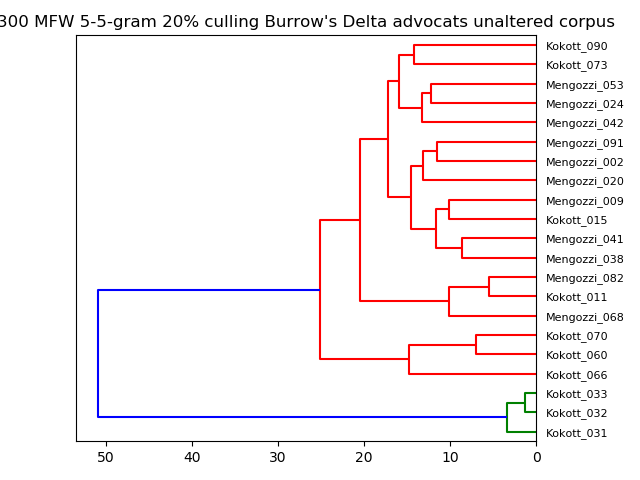 300 MFW 5-5-gram 20% culling Burrow's Delta advocats unaltered corpus
Kokott_090
Kokott_073
Mengozzi_053
Mengozzi_024
Mengozzi_042
Mengozzi_091
Mengozzi_002
Mengozzi_020
Mengozzi_009
Kokott_015
Mengozzi_041
Mengozzi_038
Mengozzi_082
Kokott_011
Mengozzi_068
Kokott_070
Kokott_060
Kokott_066
Kokott_033
Kokott_032
Kokott_031
50 40 30 20 10 0